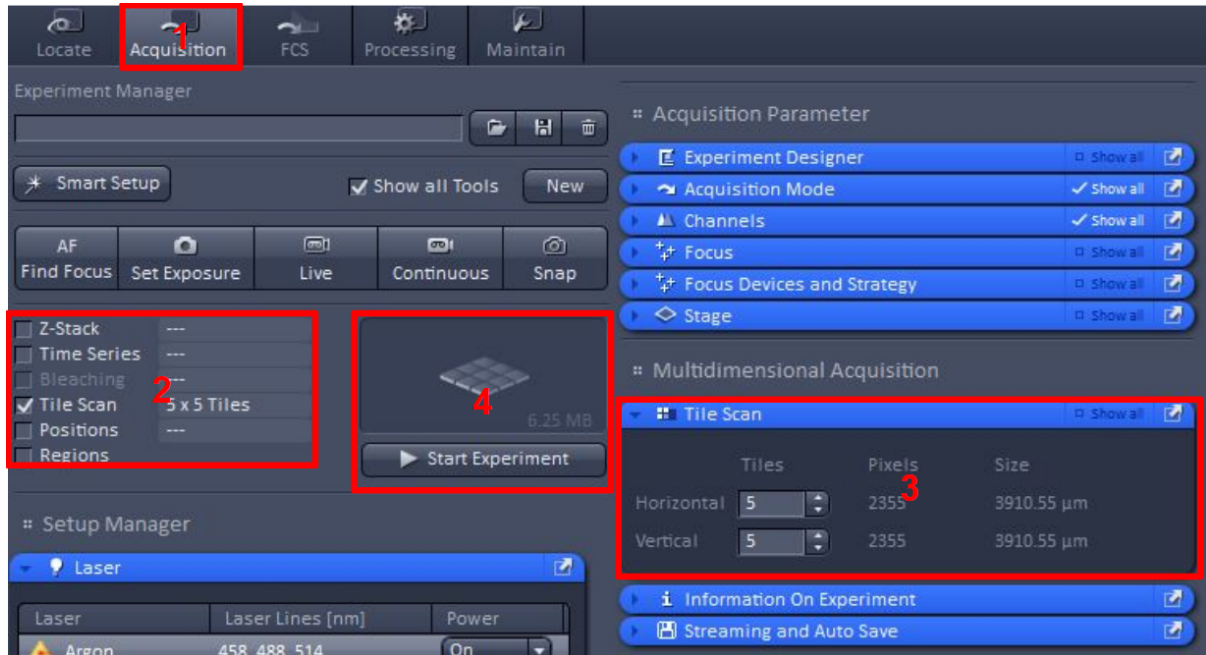 Locate Acquisition FCS Processing Maintain
1
Experiment Manager
Smart Setup Show all Tools New
AF
Find Focus Set Exposure Live Continuous Snap
Z-Stack ---
Time Series ---
Bleaching ---
Tile Scan 5 x 5 Tiles
Positions ---
Regions
2
6.25 MB
4
Start Experiment
Setup Manager
Laser
Laser Laser Lines [nm] Power
Argon 458, 488, 514 On
Acquisition Parameter
Experiment Designer Show all
Acquisition Mode Show all
Channels Show all
Focus Show all
Focus Devices and Strategy
Stage Show all
Multidimensional Acquisition
Tile Scan Show all
Tiles Pixels Size
3
Horizontal 5 2355 3910.55 µm
Vertical 5 2355 3910.55 µm
Information On Experiment
Streaming and Auto Save